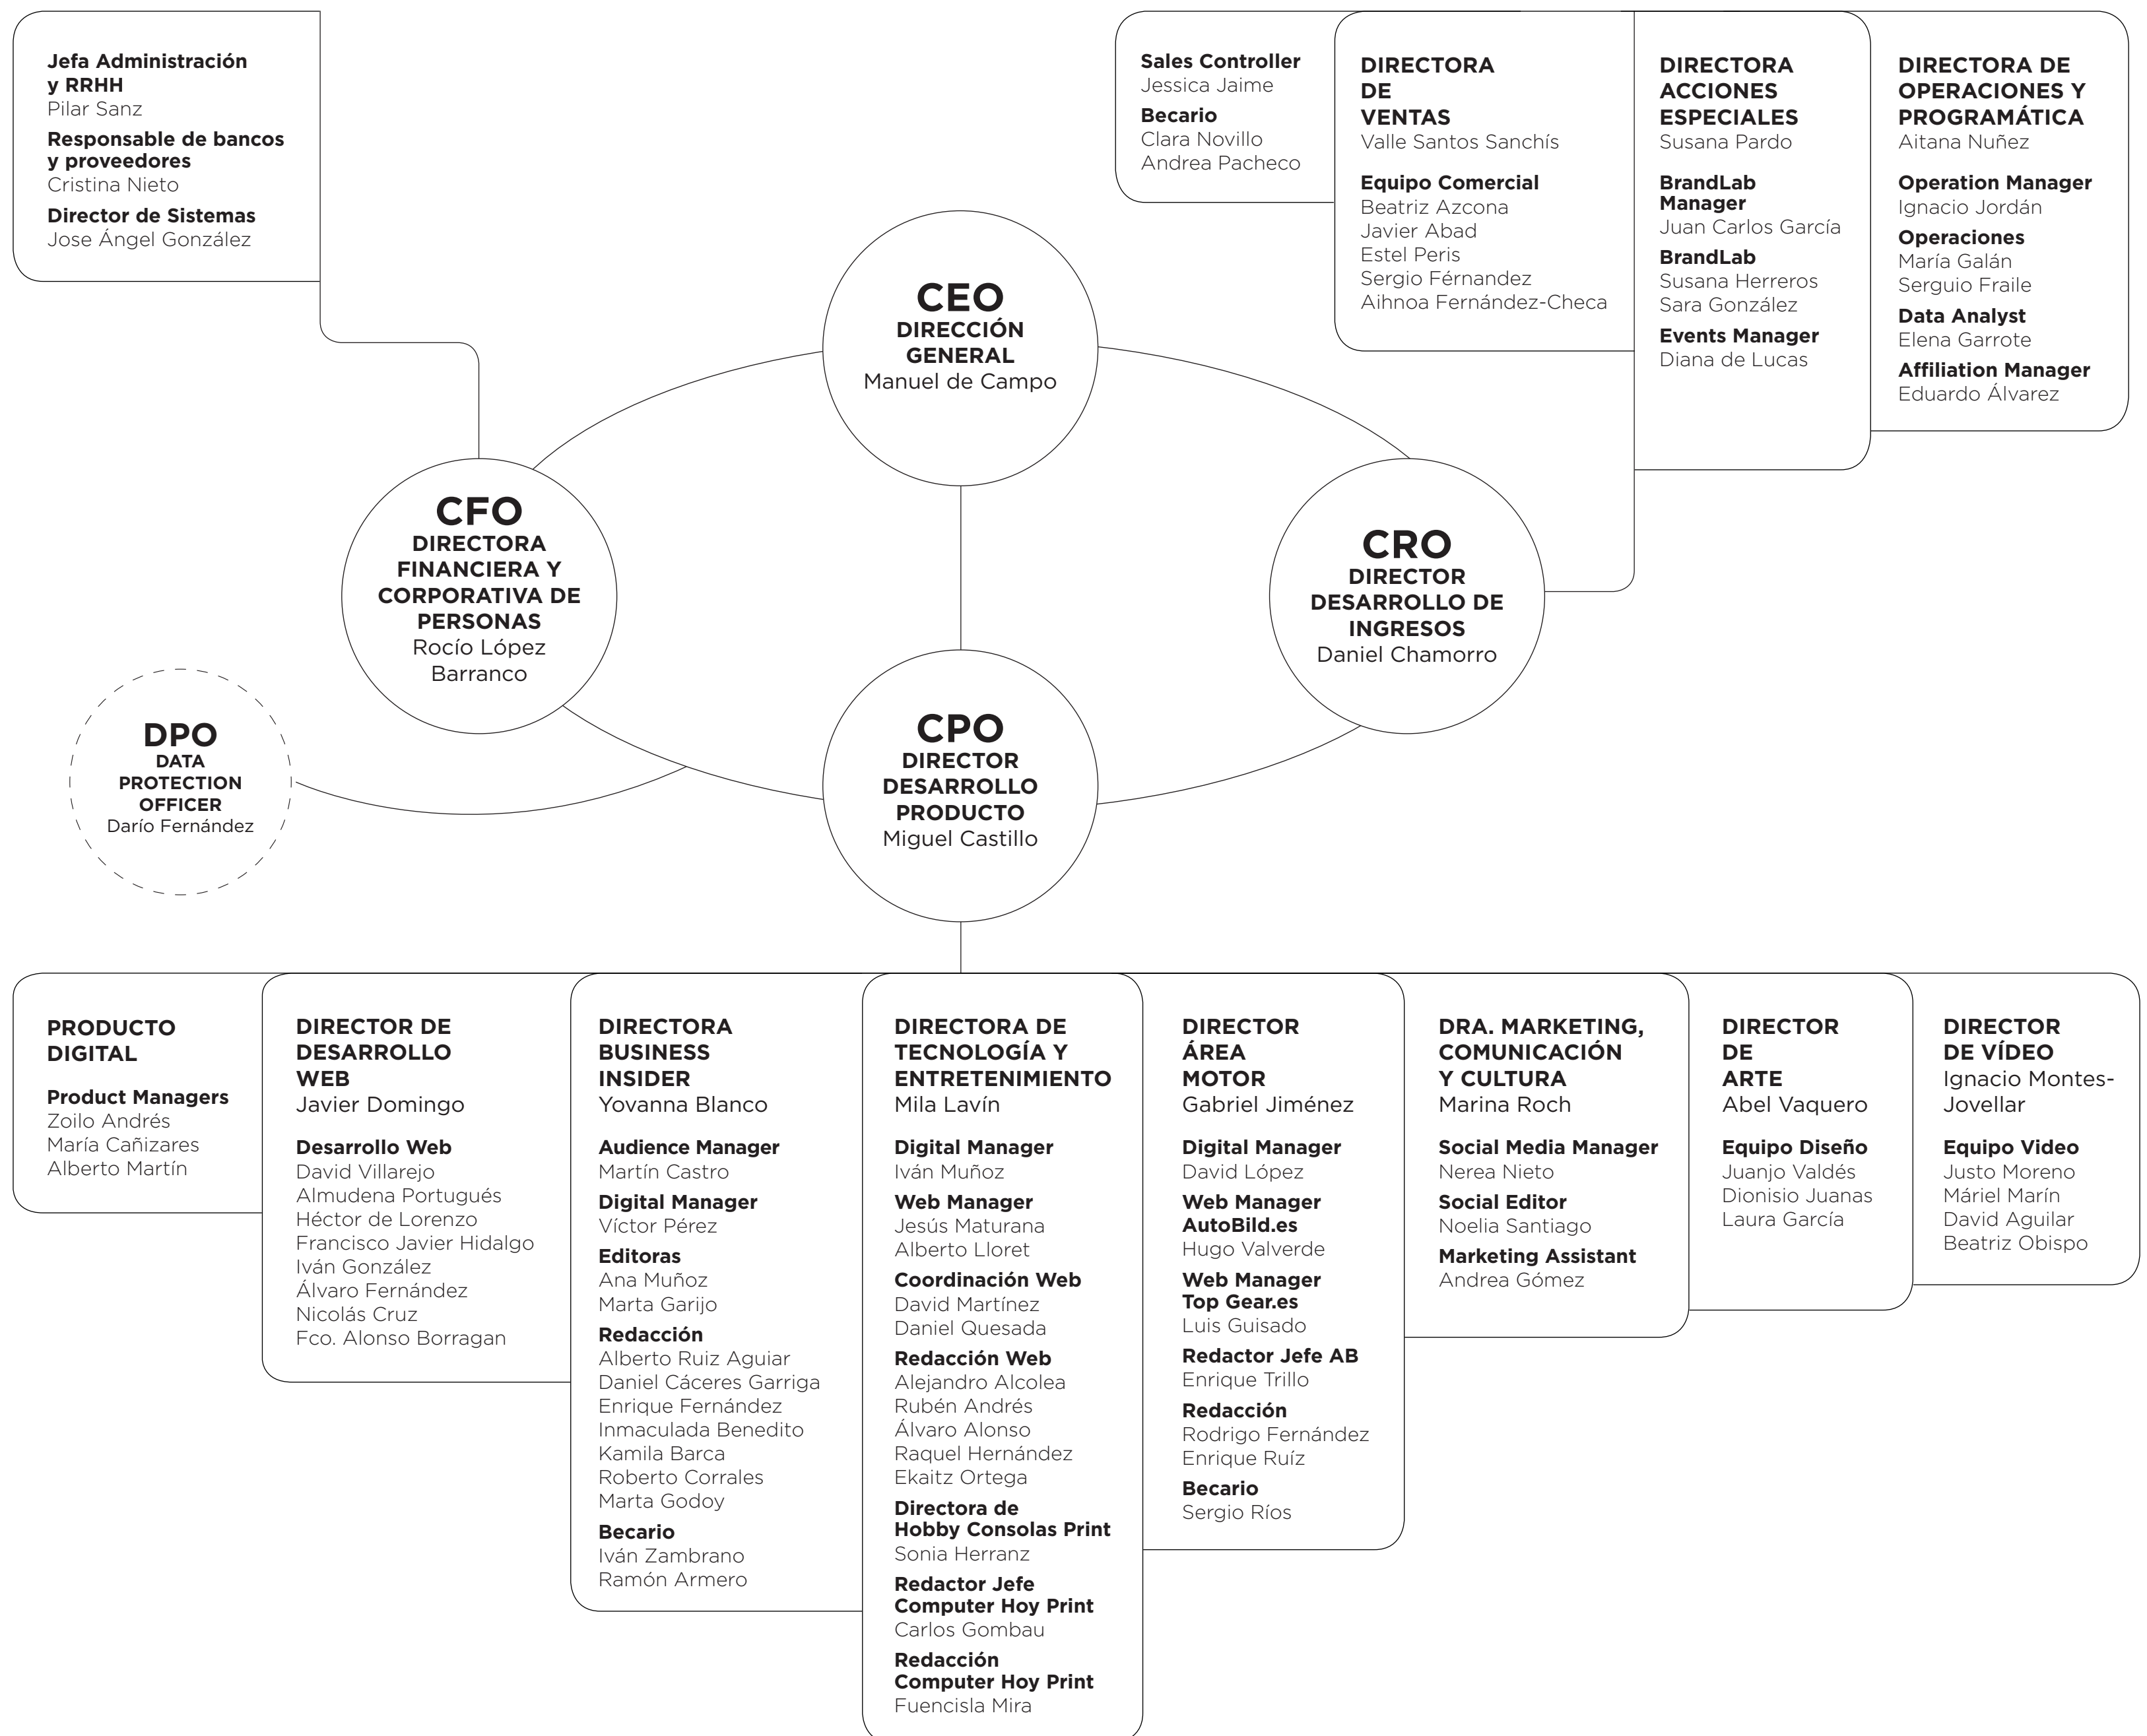 Jefa Administración
y RRHH
Pilar Sanz
Responsable de bancos
y proveedores
Cristina Nieto
Director de Sistemas
Jose Ángel González
Sales Controller
Jessica Jaime
Becario
Clara Novillo
Andrea Pacheco
DIRECTORA
DE
VENTAS
Valle Santos Sanchís
Equipo Comercial
Beatriz Azcona
Javier Abad
Estel Peris
Sergio Férnandez
Aihnoa Fernández-Checa
DIRECTORA
ACCIONES
ESPECIALES
Susana Pardo
BrandLab
Manager
Juan Carlos García
BrandLab
Susana Herreros
Sara González
Events Manager
Diana de Lucas
DIRECTORA DE
OPERACIONES Y
PROGRAMÁTICA
Aitana Nuñez
Operation Manager
Ignacio Jordán
Operaciones
María Galán
Serguio Fraile
Data Analyst
Elena Garrote
Affiliation Manager
Eduardo Álvarez
CEO
DIRECCIÓN
GENERAL
Manuel de Campo
CFO
DIRECTORA
FINANCIERA Y
CORPORATIVA DE
PERSONAS
Rocío López
Barranco
CRO
DIRECTOR
DESARROLLO DE
INGRESOS
Daniel Chamorro
DPO
DATA
PROTECTION
OFFICER
Darío Fernández
CPO
DIRECTOR
DESARROLLO
PRODUCTO
Miguel Castillo
PRODUCTO
DIGITAL
Product Managers
Zoilo Andrés
María Cañizares
Alberto Martín
DIRECTOR DE
DESARROLLO
WEB
Javier Domingo
Desarrollo Web
David Villarejo
Almudena Portugués
Héctor de Lorenzo
Francisco Javier Hidalgo
Iván González
Álvaro Fernández
Nicolás Cruz
Fco. Alonso Borragan
DIRECTORA
BUSINESS
INSIDER
Yovanna Blanco
Audience Manager
Martín Castro
Digital Manager
Víctor Pérez
Editoras
Ana Muñoz
Marta Garijo
Redacción
Alberto Ruiz Aguiar
Daniel Cáceres Garriga
Enrique Fernández
Inmaculada Benedito
Kamila Barca
Roberto Corrales
Marta Godoy
Becario
Iván Zambrano
Ramón Armero
DIRECTORA DE
TECNOLOGÍA Y
ENTRETENIMIENTO
Mila Lavín
Digital Manager
Iván Muñoz
Web Manager
Jesús Maturana
Alberto Lloret
Coordinación Web
David Martínez
Daniel Quesada
Redacción Web
Alejandro Alcolea
Rubén Andrés
Álvaro Alonso
Raquel Hernández
Ekaitz Ortega
Directora de
Hobby Consolas Print
Sonia Herranz
Redactor Jefe
Computer Hoy Print
Carlos Gombau
Redacción
Computer Hoy Print
Fuencisla Mira
DIRECTOR
ÁREA
MOTOR
Gabriel Jiménez
Digital Manager
David López
Web Manager
AutoBild.es
Hugo Valverde
Web Manager
Top Gear.es
Luis Guisado
Redactor Jefe AB
Enrique Trillo
Redacción
Rodrigo Fernández
Enrique Ruíz
Becario
Sergio Ríos
DRA. MARKETING,
COMUNICACIÓN
Y CULTURA
Marina Roch
Social Media Manager
Nerea Nieto
Social Editor
Noelia Santiago
Marketing Assistant
Andrea Gómez
DIRECTOR
DE
ARTE
Abel Vaquero
Equipo Diseño
Juanjo Valdés
Dionisio Juanas
Laura García
DIRECTOR
DE VÍDEO
Ignacio Montes-
Jovellar
Equipo Video
Justo Moreno
Máriel Marín
David Aguilar
Beatriz Obispo